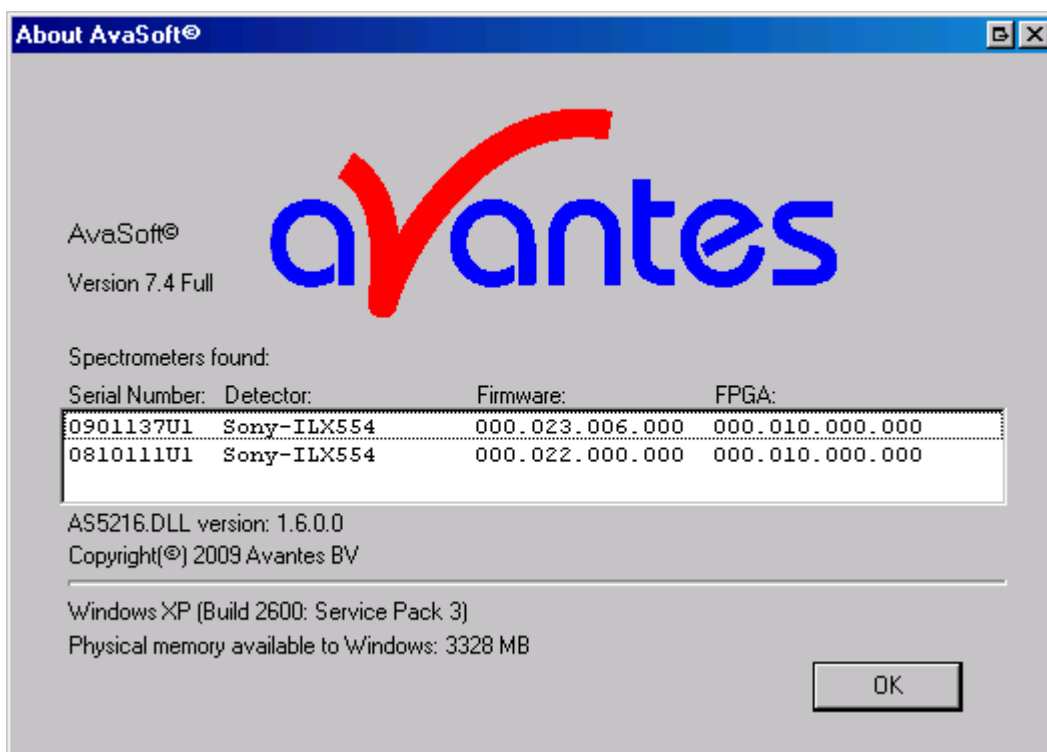 About AvaSoft©
avantes
AvaSoft©
Version 7.4 Full
Spectrometers found:
Serial Number: Detector: Firmware: FPGA:
0901137U1 Sony-ILX554 000.023.006.000 000.010.000.000
0810111U1 Sony-ILX554 000.022.000.000 000.010.000.000
AS5216.DLL version: 1.6.0.0
Copyright(©) 2009 Avantes BV
Windows XP (Build 2600: Service Pack 3)
Physical memory available to Windows: 3328 MB
OK